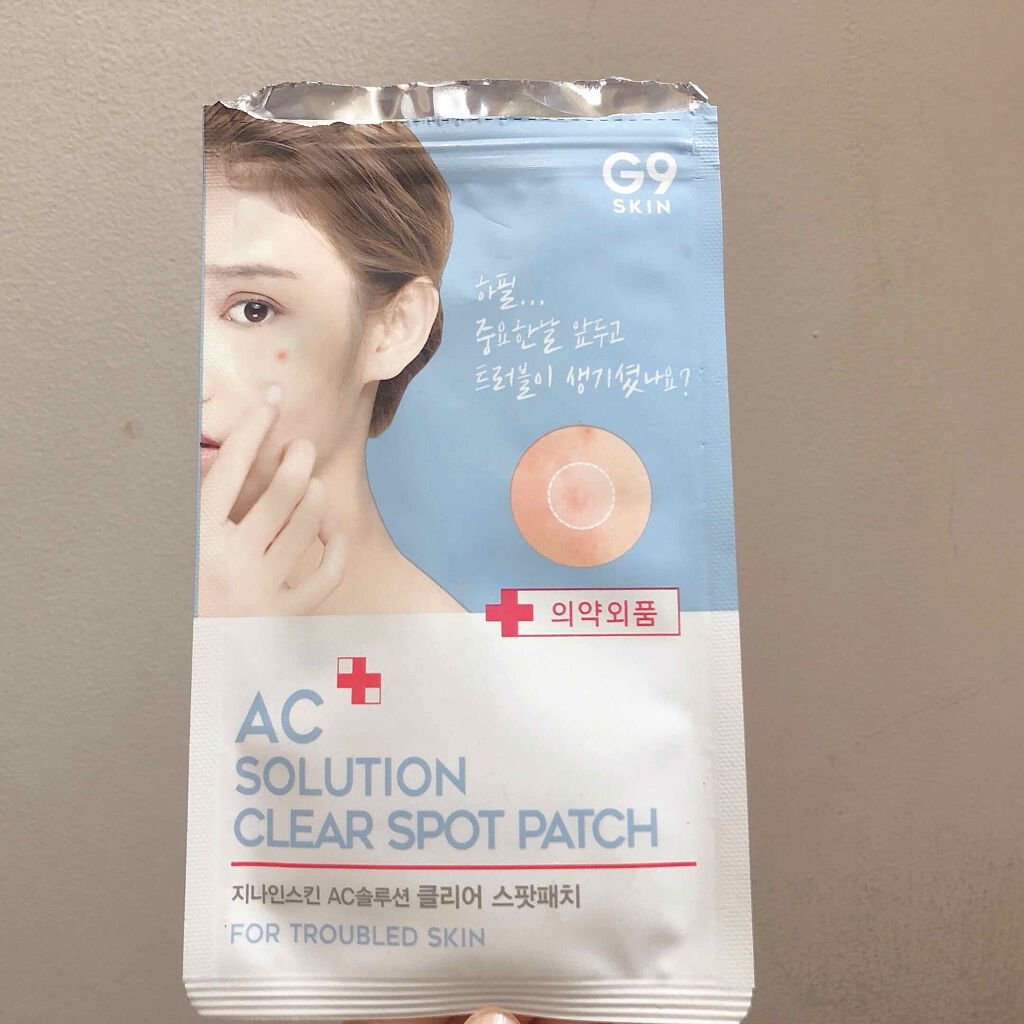 G9
SKIN
하필...
중요한날 앞두고
트러블이 생기셨나요?
의약외품
AC
SOLUTION
CLEAR SPOT PATCH
지나인스킨 AC솔루션 클리어 스팟패치
FOR TROUBLED SKIN